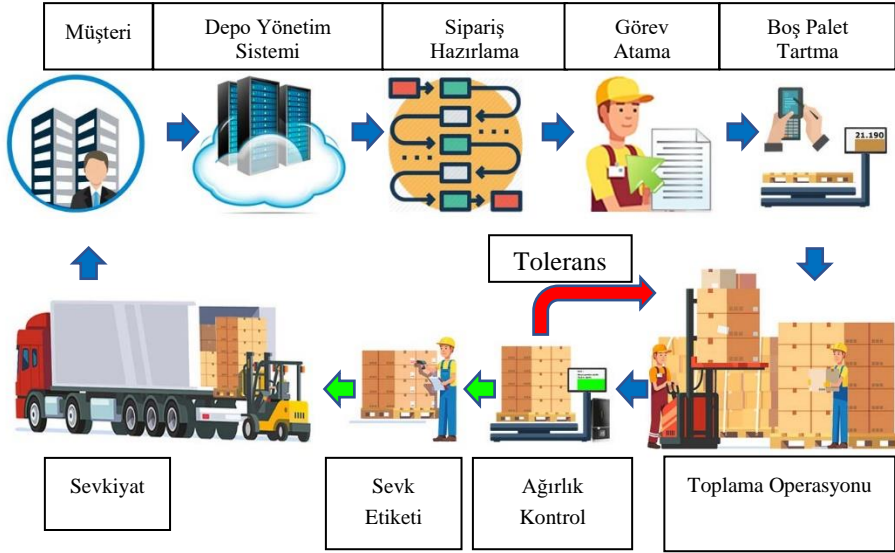 Müşteri
Depo Yönetim
Sistemi
Sipariş
Hazırlama
Görev
Atama
Boş Palet
Tartma
21.190
Tolerans
Sevkiyat
Sevk
Etiketi
Ağırlık
Kontrol
Toplama Operasyonu